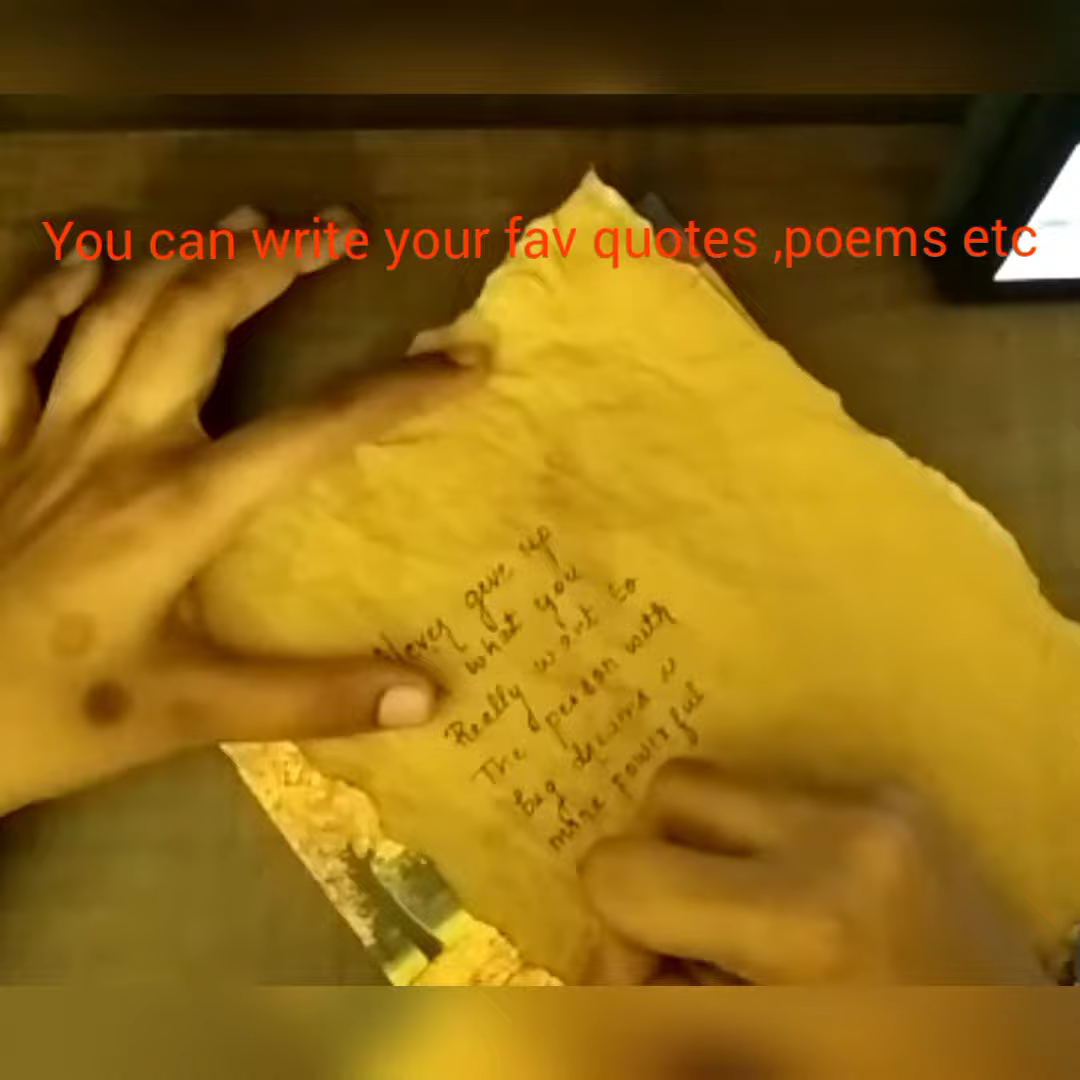 You can write your fav quotes ,poems etc
Never give up
what you
Really want to
The person with
big dreams is
more powerful